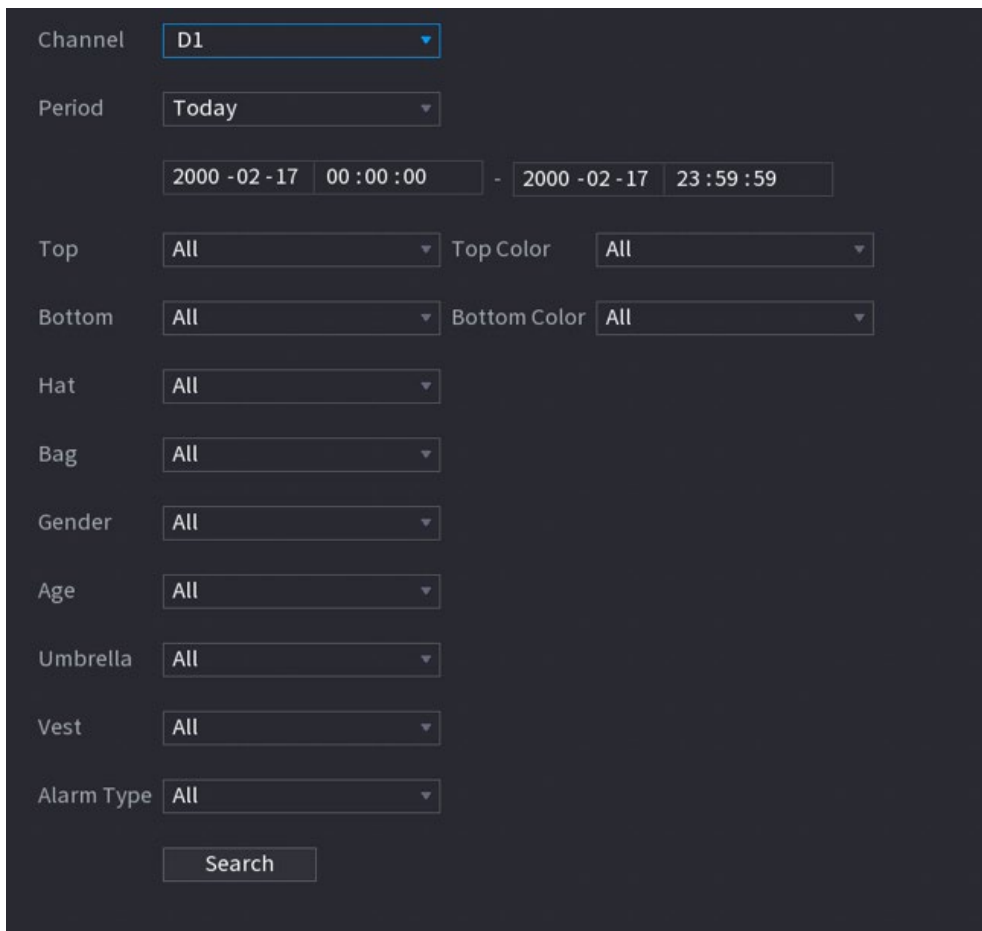 Channel D1
Period Today
2000 -02 -17 00 :00 :00 - 2000 -02 -17 23 :59 :59
Top All Top Color All
Bottom All Bottom Color All
Hat All
Bag All
Gender All
Age All
Umbrella All
Vest All
Alarm Type All
Search